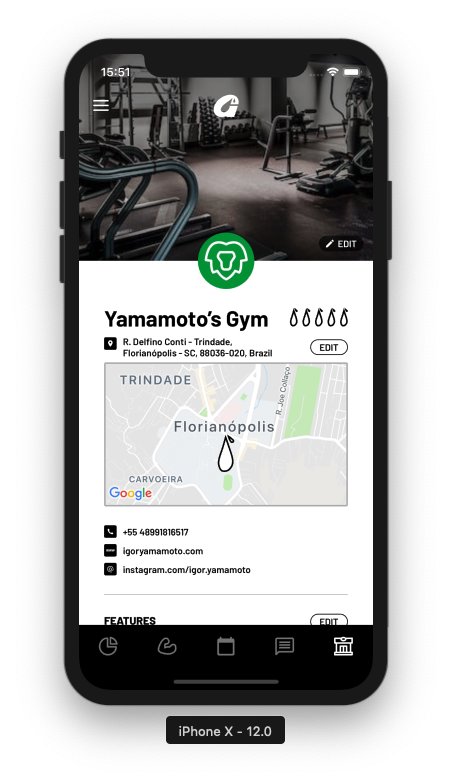 15:51
EDIT
Yamamoto's Gym
R. Delfino Conti - Trindade,
Florianópolis - SC, 88036-020, Brazil
EDIT
TRINDADE
R. Joe Collaço
Florianópolis
CARVOEIRA
Google
+55 48991816517
igoryamamoto.com
instagram.com/igor.yamamoto
FEATURES
EDIT
iPhone X - 12.0